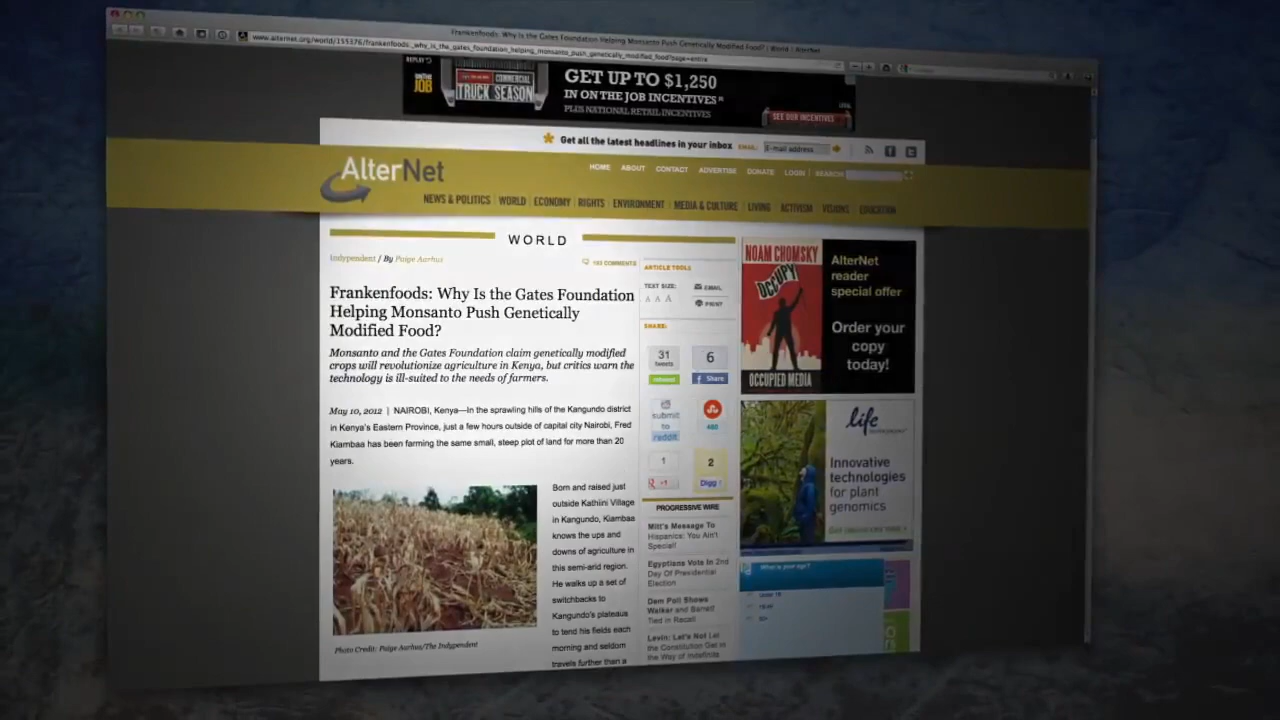 Frankenfoods: Why Is the Gates Foundation Helping Monsanto Push Genetically Modified Food? | World | AlterNet
www.alternet.org/world/155376/frankenfoods:_why_is_the_gates_foundation_helping_monsanto_push_genetically_modified_food?page=entire
ON THE JOB
COMMERCIAL
TRUCK SEASON
GET UP TO $1,250
IN ON THE JOB INCENTIVES
PLUS NATIONAL RETAIL INCENTIVES
SEE OUR INCENTIVES
Get all the latest headlines in your inbox
EMAIL:
E-mail address
AlterNet
HOME ABOUT CONTACT ADVERTISE DONATE LOGIN SEARCH
NEWS & POLITICS | WORLD | ECONOMY | RIGHTS | ENVIRONMENT | MEDIA & CULTURE | LIVING | ACTIVISM | VISIONS | EDUCATION
WORLD
Indypendent / By Paige Aarhus
COMMENTS
Frankenfoods: Why Is the Gates Foundation
Helping Monsanto Push Genetically
Modified Food?
Monsanto and the Gates Foundation claim genetically modified
crops will revolutionize agriculture in Kenya, but critics warn the
technology is ill-suited to the needs of farmers.
May 10, 2012 | NAIROBI, Kenya—In the sprawling hills of the Kangundo district
in Kenya's Eastern Province, just a few hours outside of capital city Nairobi, Fred
Kiambaa has been farming the same small, steep plot of land for more than 20
years.
Born and raised just
outside Kathiini Village
in Kangundo, Kiambaa
knows the ups and
downs of agriculture in
this semi-arid region.
He walks up a set of
switchbacks to
Kangundo's plateaus
to tend his fields each
morning and seldom
travels further than a
Photo Credit: Paige Aarhus/The Indypendent
ARTICLE TOOLS
TEXT SIZE:
A A A
EMAIL
PRINT
SHARE:
31
tweets
retweet
6
Share
submit
to
reddit
480
1
+1
2
Digg
PROGRESSIVE WIRE
Mitt's Message To
Hispanics: You Ain't
Special!
Egyptians Vote In 2nd
Day Of Presidential
Election
Dem Poll Shows
Walker and Barrett
Tied in Recall
Levin: Let's Not Let
the Constitution Get in
the Way of Indefinite
NOAM CHOMSKY
OCCUPY
OCCUPIED MEDIA
AlterNet
reader
special offer
Order your
copy
today!
life
Innovative
technologies
for plant
genomics
What is your age?